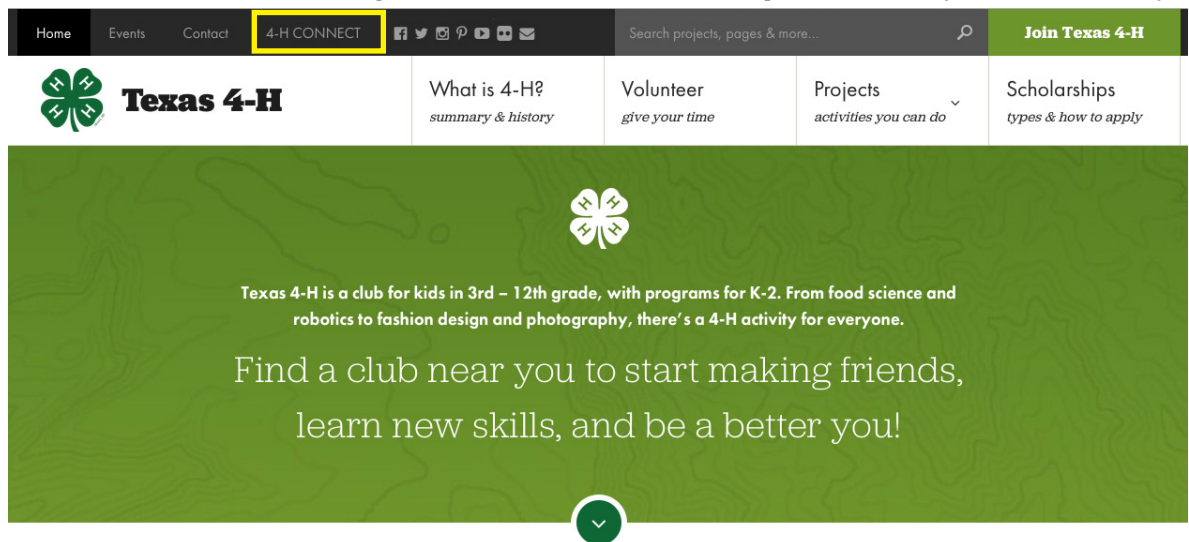 Home Events Contact 4-H CONNECT Search projects, pages & more... Join Texas 4-H
H H H H Texas 4-H
What is 4-H? Volunteer Projects Scholarships
summary & history give your time activities you can do types & how to apply
H H H H
Texas 4-H is a club for kids in 3rd – 12th grade, with programs for K-2. From food science and
robotics to fashion design and photography, there's a 4-H activity for everyone.
Find a club near you to start making friends,
learn new skills, and be a better you!